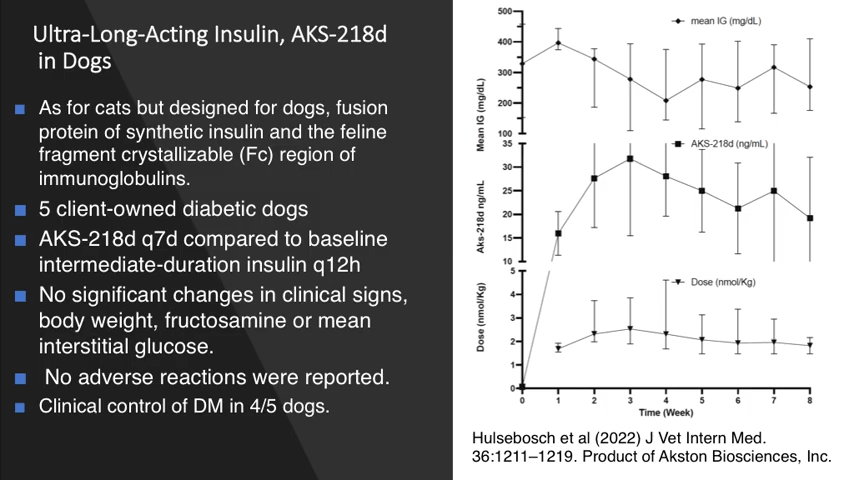 Ultra-Long-Acting Insulin, AKS-218d
in Dogs
As for cats but designed for dogs, fusion
protein of synthetic insulin and the feline
fragment crystallizable (Fc) region of
immunoglobulins.
5 client-owned diabetic dogs
AKS-218d q7d compared to baseline
intermediate-duration insulin q12h
No significant changes in clinical signs,
body weight, fructosamine or mean
interstitial glucose.
No adverse reactions were reported.
Clinical control of DM in 4/5 dogs.
mean IG (mg/dL)
Mean IG (mg/dL)
500
400
300
200
100
AKS-218d (ng/mL)
Aks-218d ng/mL
35
30
25
20
15
10
Dose (nmol/Kg)
Dose (nmol/Kg)
5
4
3
2
1
0
0 1 2 3 4 5 6 7 8
Time (Week)
Hulsebosch et al (2022) J Vet Intern Med.
36:1211–1219. Product of Akston Biosciences, Inc.